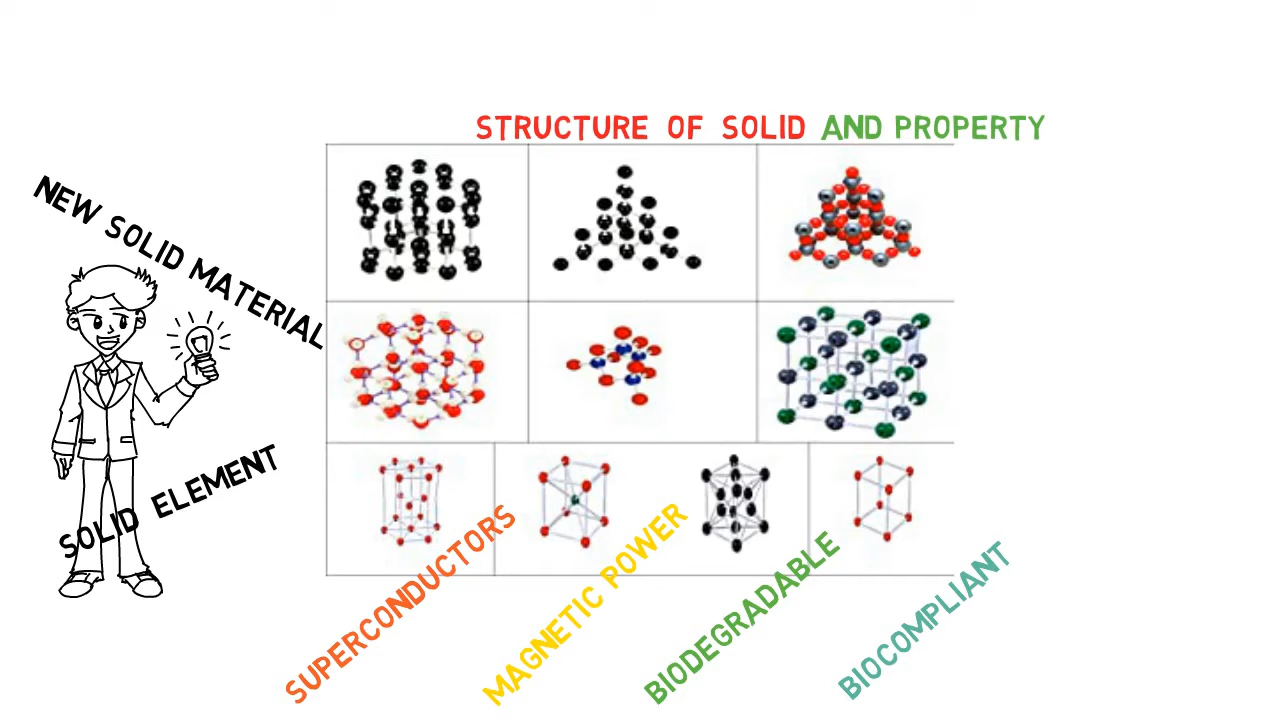 STRUCTURE OF SOLID AND PROPERTY
NEW SOLID MATERIAL
SOLID ELEMENT
SUPERCONDUCTORS
MAGNETIC POWER
BIODEGRADABLE
BIOCOMPLIANT